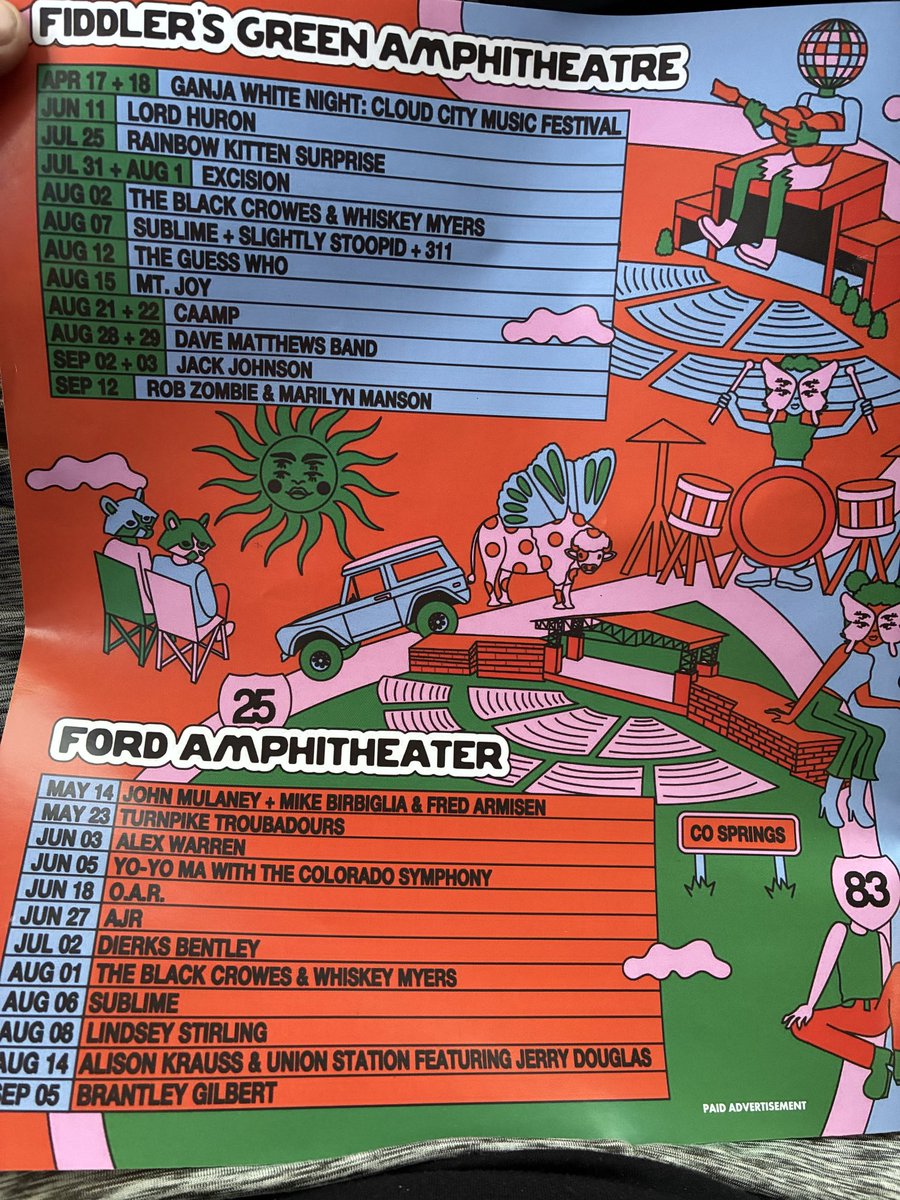 FIDDLER'S GREEN AMPHITHEATRE
APR 17 + 18 GANJA WHITE NIGHT: CLOUD CITY MUSIC FESTIVAL
JUN 11 LORD HURON
JUL 25 RAINBOW KITTEN SURPRISE
JUL 31 + AUG 1 EXCISION
AUG 02 THE BLACK CROWES & WHISKEY MYERS
AUG 07 SUBLIME + SLIGHTLY STOOPID + 311
AUG 12 THE GUESS WHO
AUG 15 MT. JOY
AUG 21 + 22 CAAMP
AUG 28 + 29 DAVE MATTHEWS BAND
SEP 02 + 03 JACK JOHNSON
SEP 12 ROB ZOMBIE & MARILYN MANSON
25
FORD AMPHITHEATER
MAY 14 JOHN MULANEY + MIKE BIRBIGLIA & FRED ARMISEN
MAY 23 TURNPIKE TROUBADOURS
JUN 03 ALEX WARREN
JUN 05 YO-YO MA WITH THE COLORADO SYMPHONY
JUN 18 O.A.R.
JUN 27 AJR
JUL 02 DIERKS BENTLEY
AUG 01 THE BLACK CROWES & WHISKEY MYERS
AUG 06 SUBLIME
AUG 08 LINDSEY STIRLING
AUG 14 ALISON KRAUSS & UNION STATION FEATURING JERRY DOUGLAS
SEP 05 BRANTLEY GILBERT
CO SPRINGS
83
PAID ADVERTISEMENT